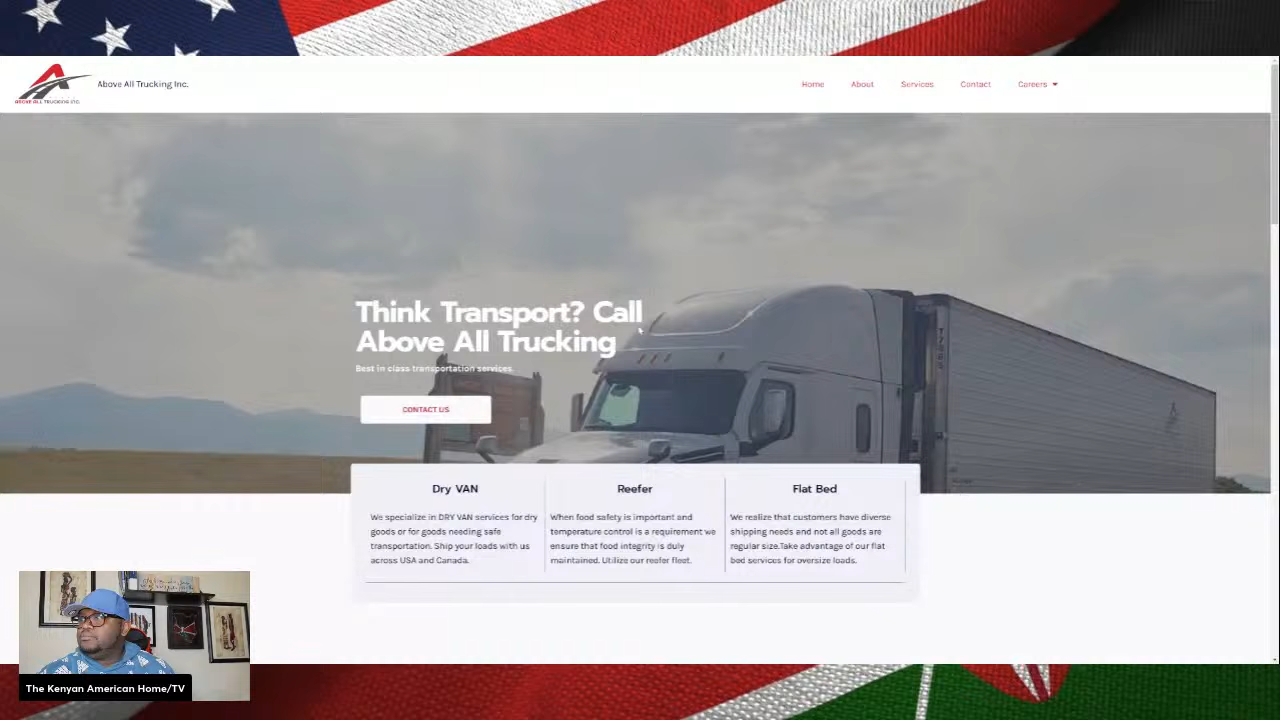 ABOVE ALL TRUCKING INC.
Above All Trucking Inc.
Home
About
Services
Contact
Careers
Think Transport? Call
Above All Trucking
Best in class transportation services.
CONTACT US
Dry VAN
We specialize in DRY VAN services for dry
goods or for goods needing safe
transportation. Ship your loads with us
across USA and Canada.
Reefer
When food safety is important and
temperature control is a requirement we
ensure that food integrity is duly
maintained. Utilize our reefer fleet.
Flat Bed
We realize that customers have diverse
shipping needs and not all goods are
regular size.Take advantage of our flat
bed services for oversize loads.
The Kenyan American Home/TV